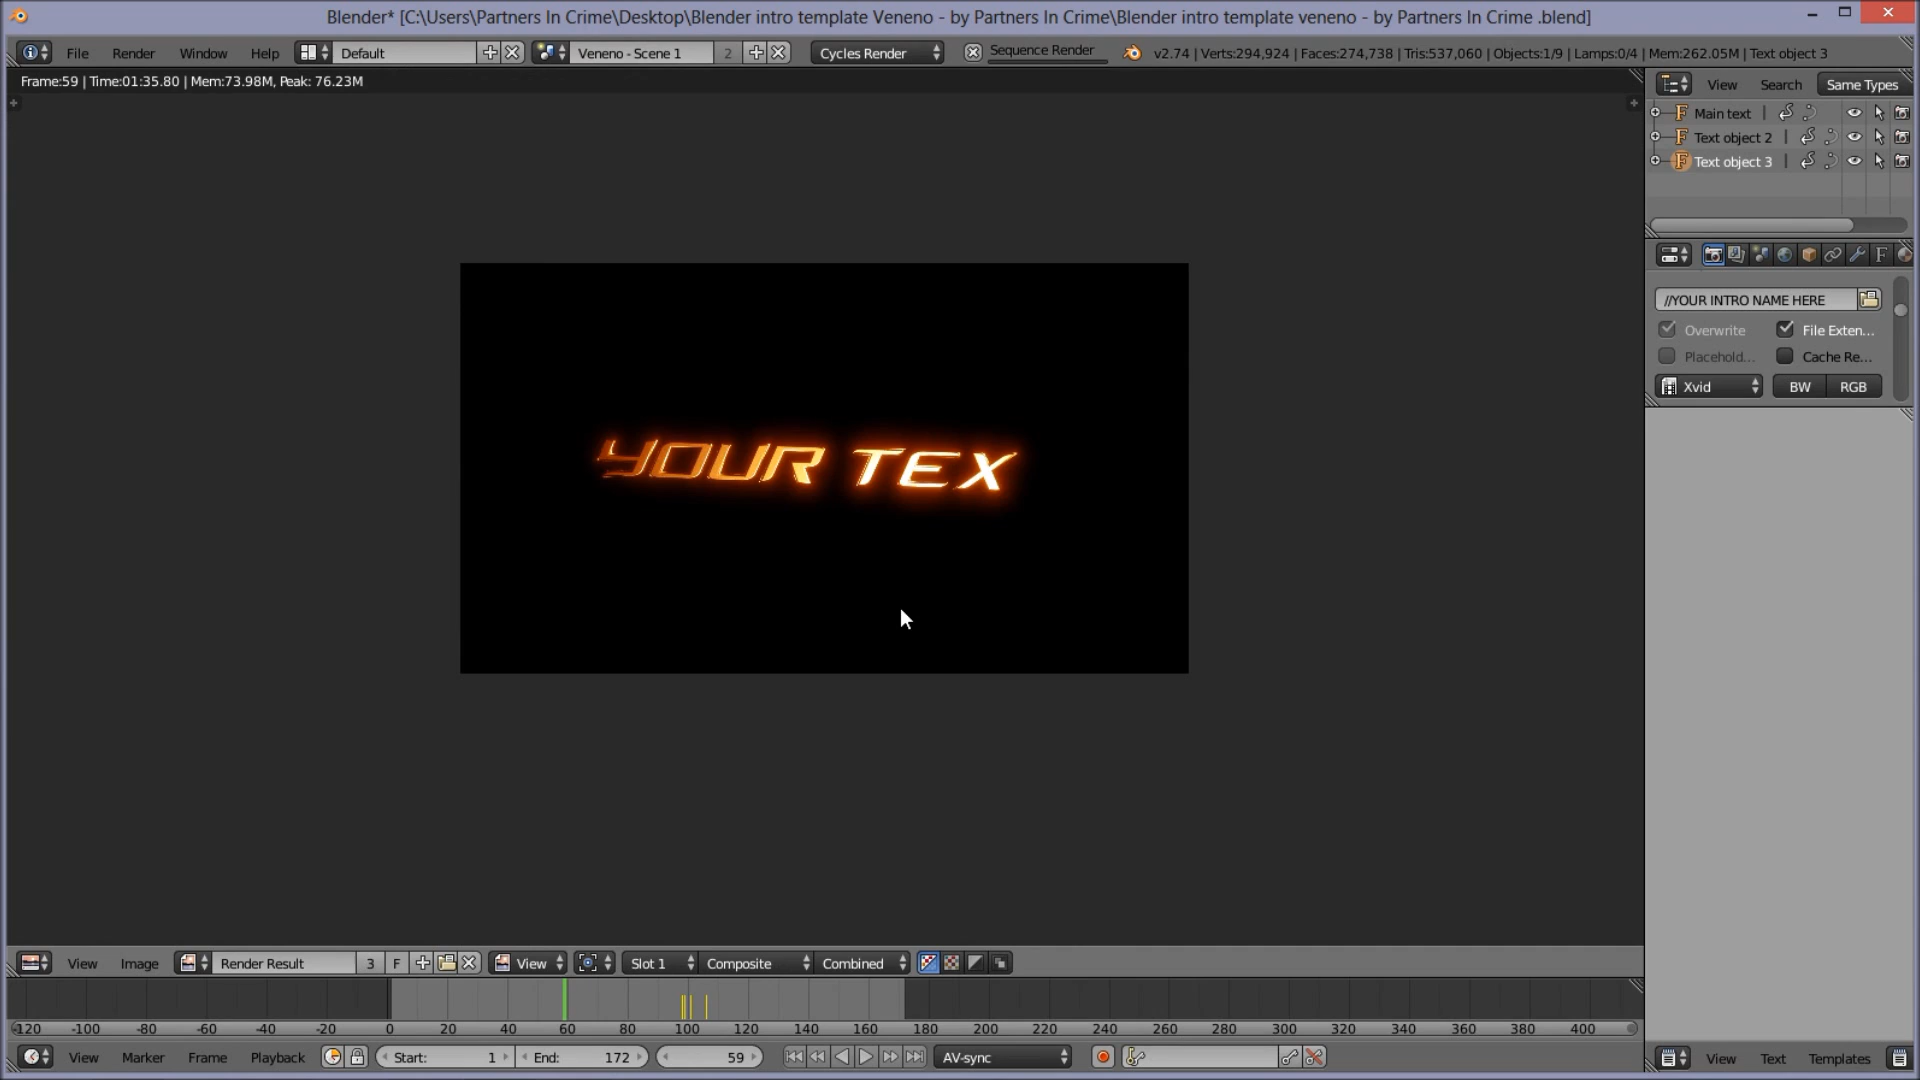 Blender* [C:\Users\Partners In Crime\Desktop\Blender intro template Veneno - by Partners In Crime\Blender intro template veneno - by Partners In Crime .blend]
File Render Window Help Default Veneno - Scene 1 2 Cycles Render Sequence Render v2.74 | Verts:294,924 | Faces:274,738 | Tris:537,060 | Objects:1/9 | Lamps:0/4 | Mem:262.05M | Text object 3
Frame:59 | Time:01:35.80 | Mem:73.98M, Peak: 76.23M
View Search Same Types
Main text
Text object 2
Text object 3
//YOUR INTRO NAME HERE
Overwrite File Exten...
Placehold... Cache Re...
Xvid BW RGB
YOUR TEX
View Image Render Result 3 F View Slot 1 Composite Combined
-120 -100 -80 -60 -40 -20 0 20 40 60 80 100 120 140 160 180 200 220 240 260 280 300 320 340 360 380 400
View Marker Frame Playback Start: 1 End: 172 59 AV-sync
View Text Templates